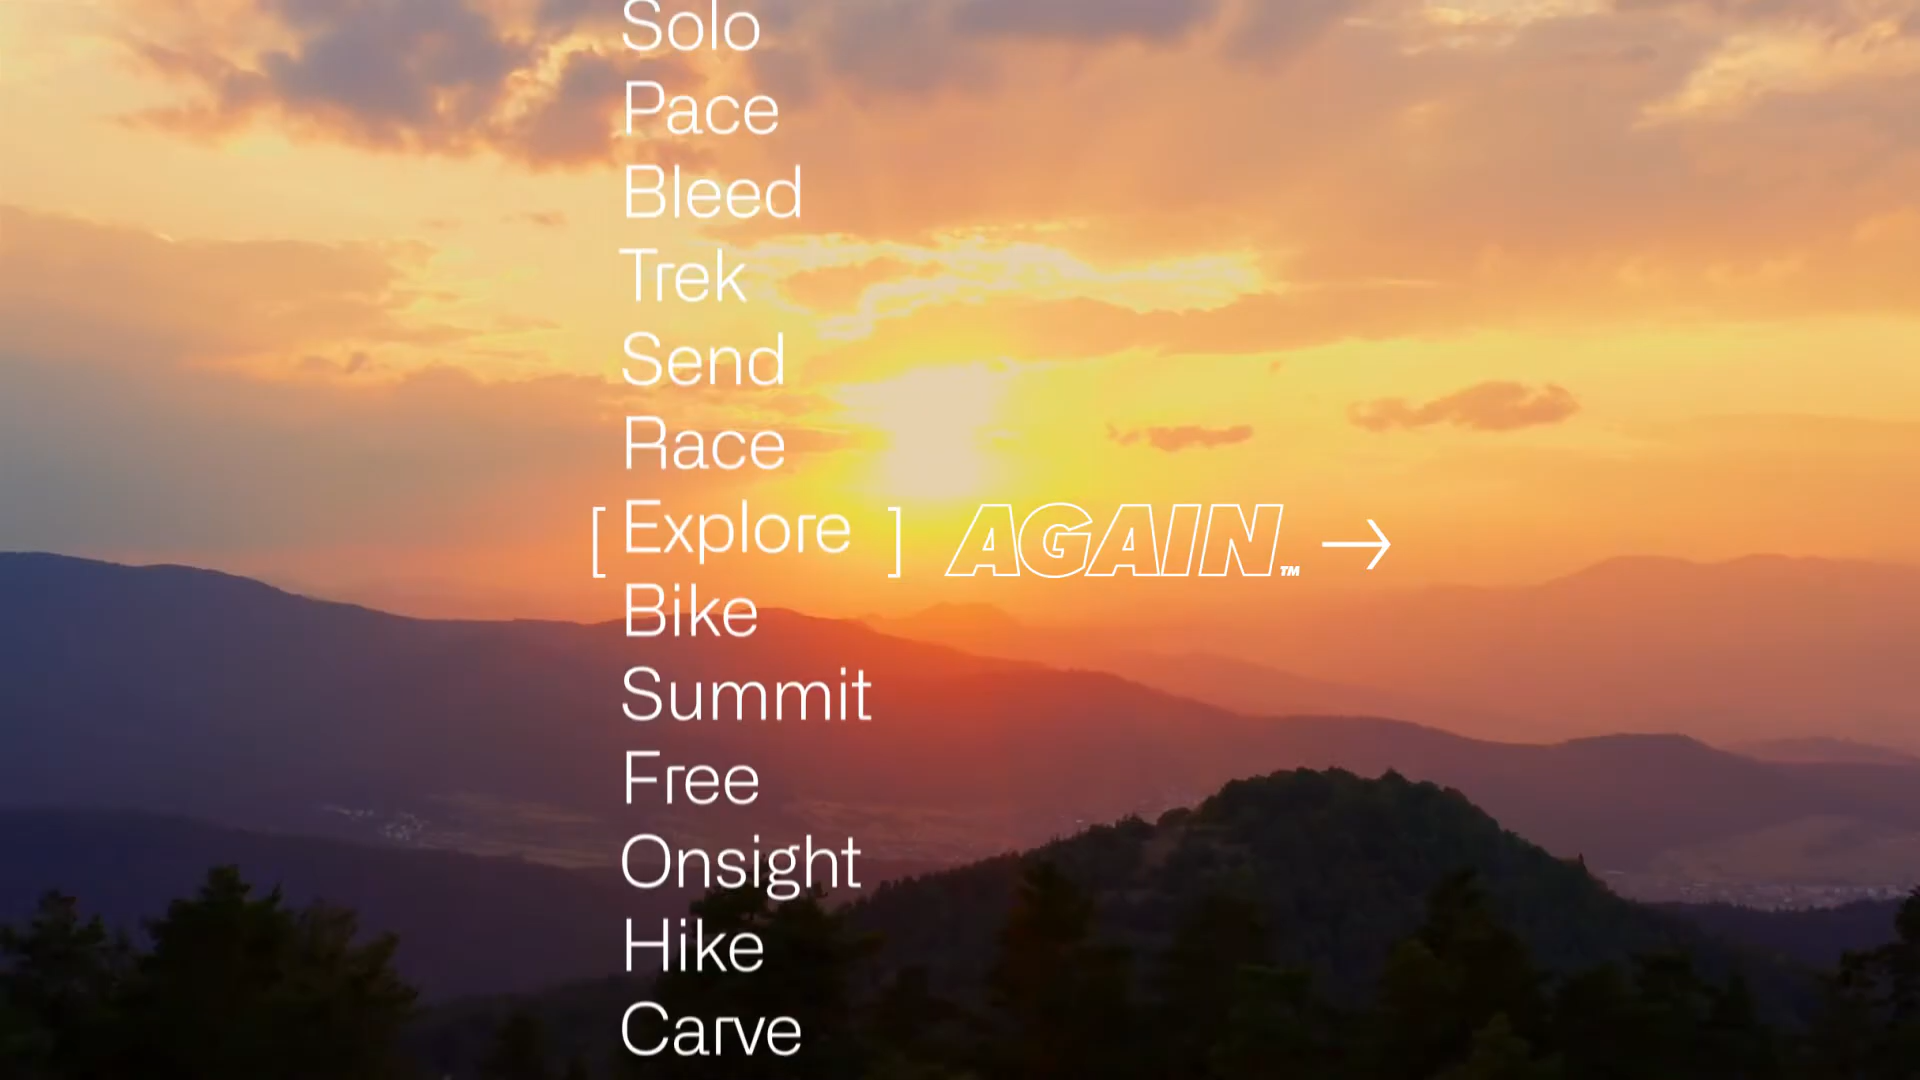 Solo
Pace
Bleed
Trek
Send
Race
[ Explore ] AGAIN™ →
Bike
Summit
Free
Onsight
Hike
Carve